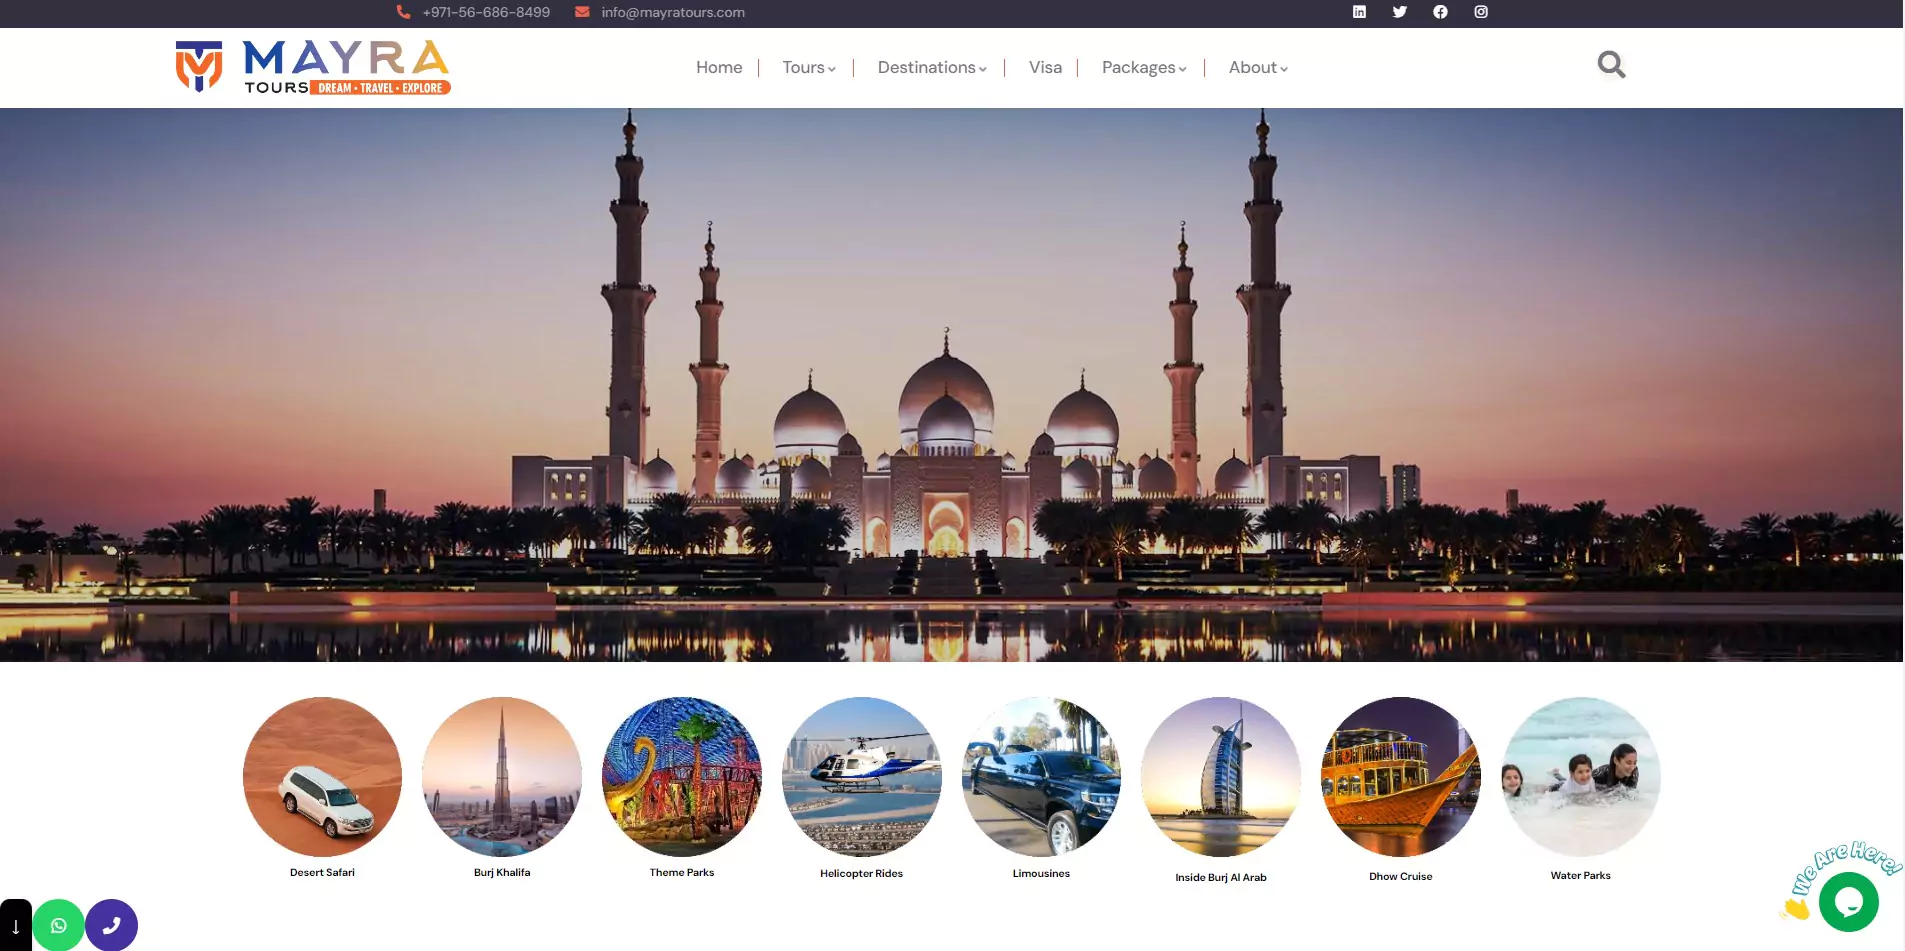 +971-56-686-8499 info@mayratours.com
MAYRA
TOURS DREAM • TRAVEL • EXPLORE
Home Tours Destinations Visa Packages About
Desert Safari Burj Khalifa Theme Parks Helicopter Rides Limousines Inside Burj Al Arab Dhow Cruise Water Parks
We Are Here!